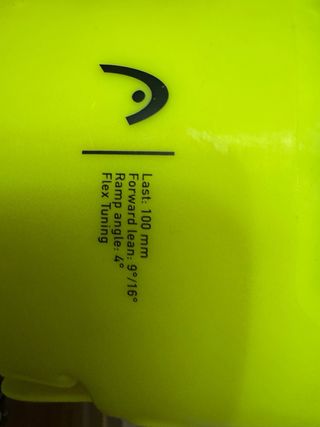 Last: 100 mm
Forward lean: 9°/16°
Ramp angle: 4°
Flex Tuning